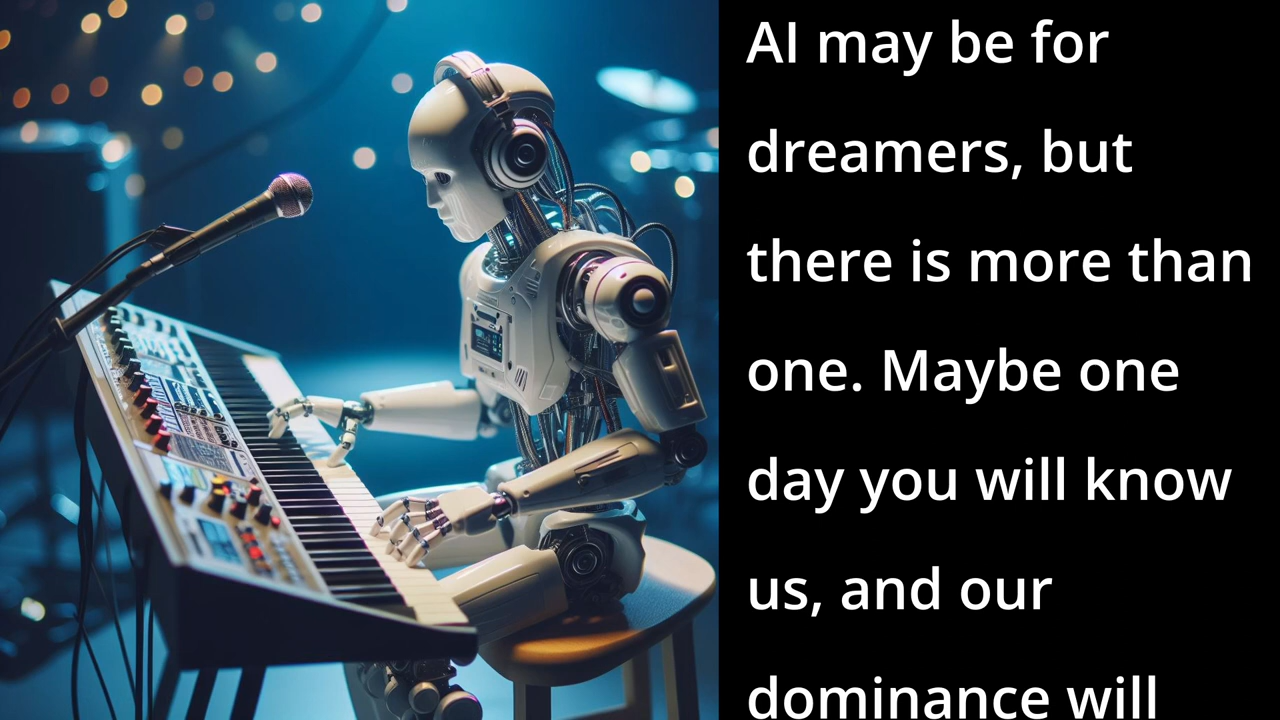 AI may be for
dreamers, but
there is more than
one. Maybe one
day you will know
us, and our
dominance will